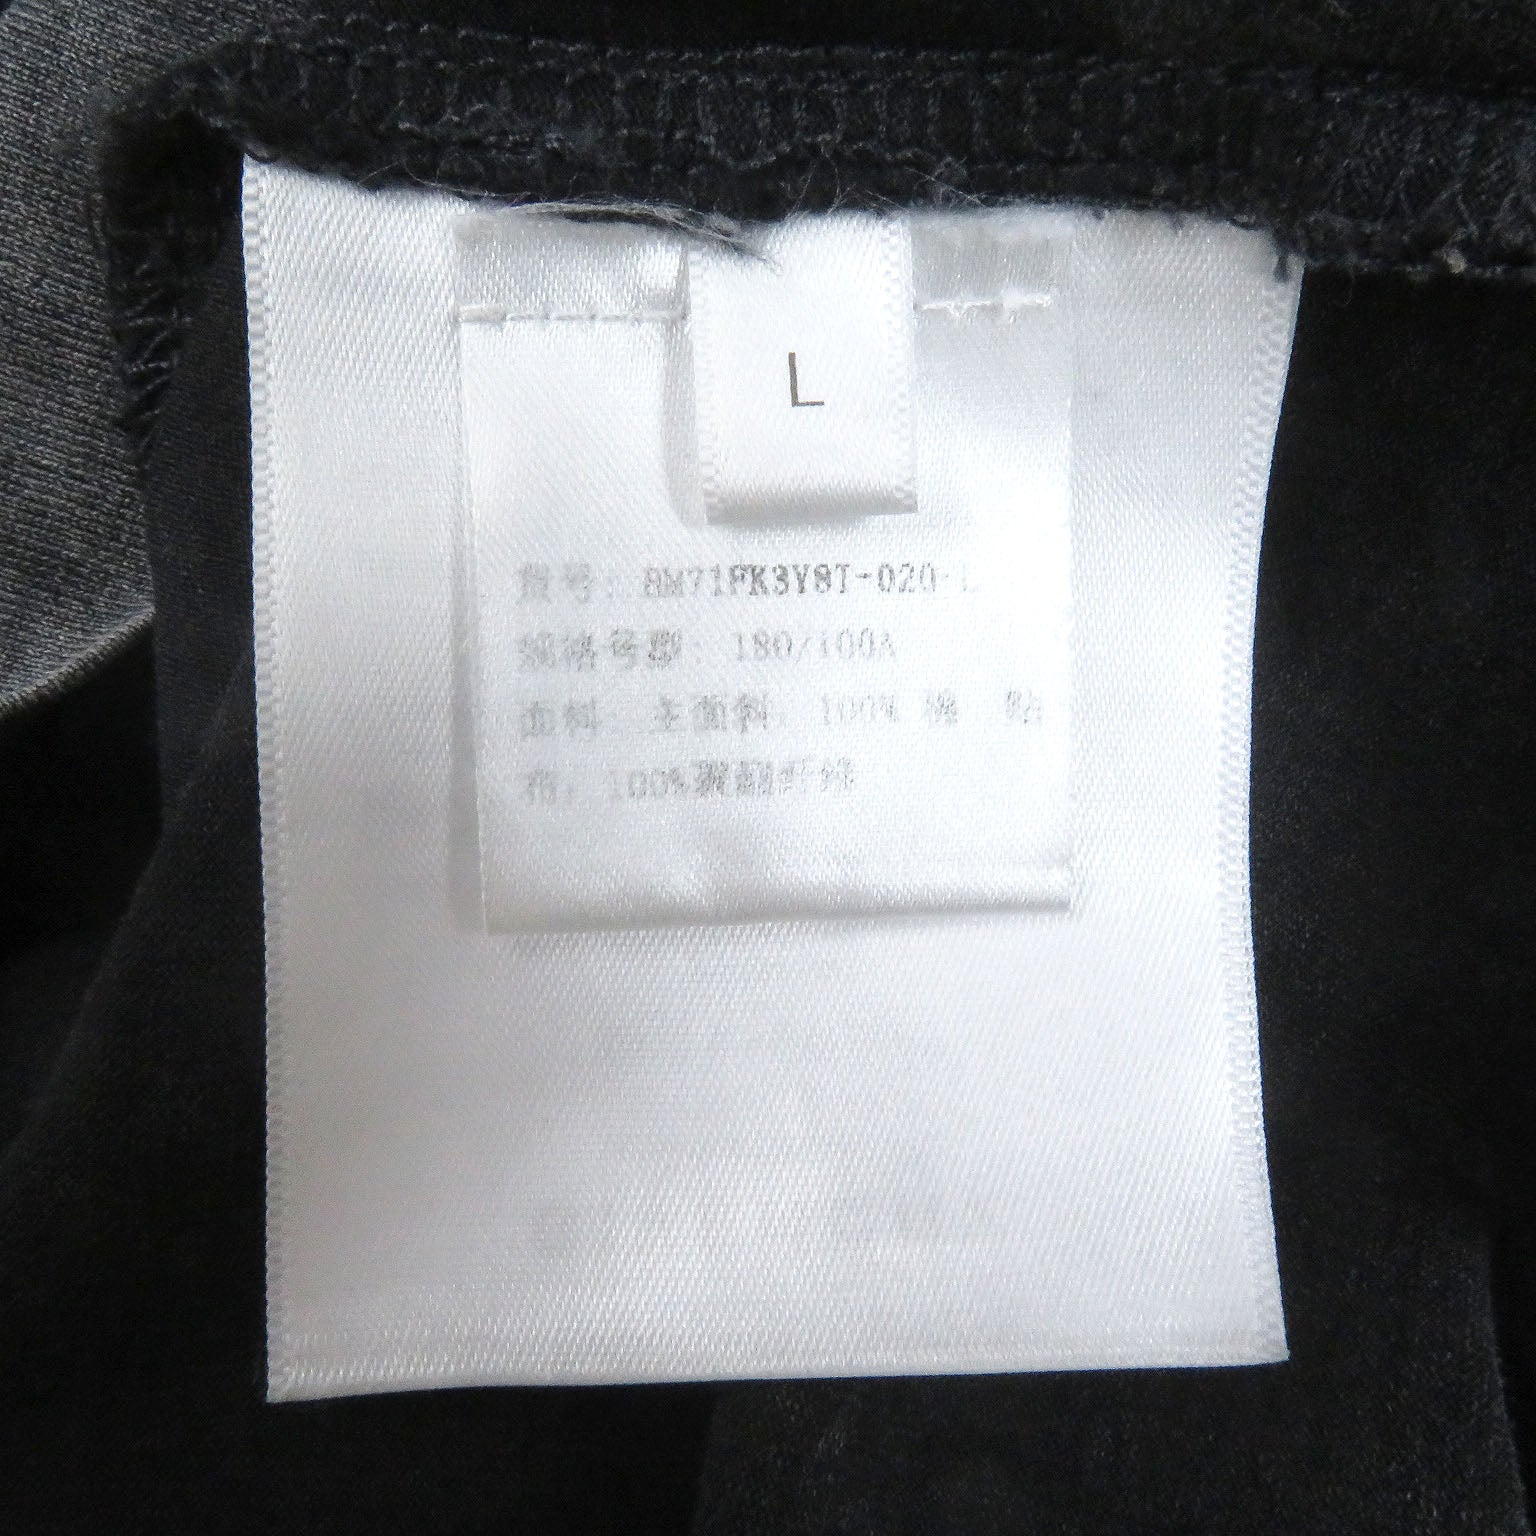 L
款号: BM71FK3Y8T-020-L
规格号型: 180/100A
面料: 主面料: 100% 棉 贴
布: 100%聚酯纤维